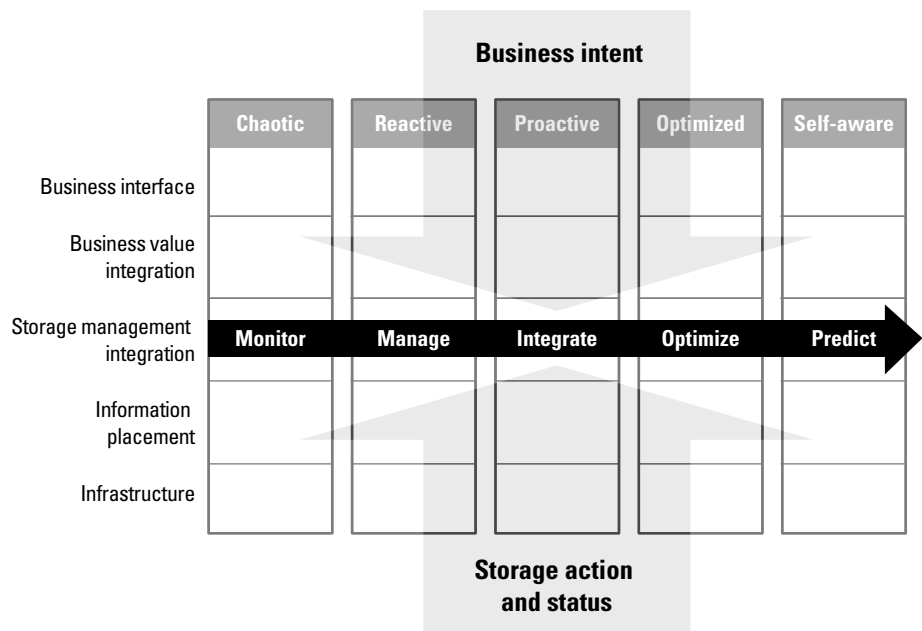 Business intent
Chaotic Reactive Proactive Optimized Self-aware
Business interface
Business value
integration
Storage management
integration
Monitor Manage Integrate Optimize Predict
Information
placement
Infrastructure
Storage action
and status